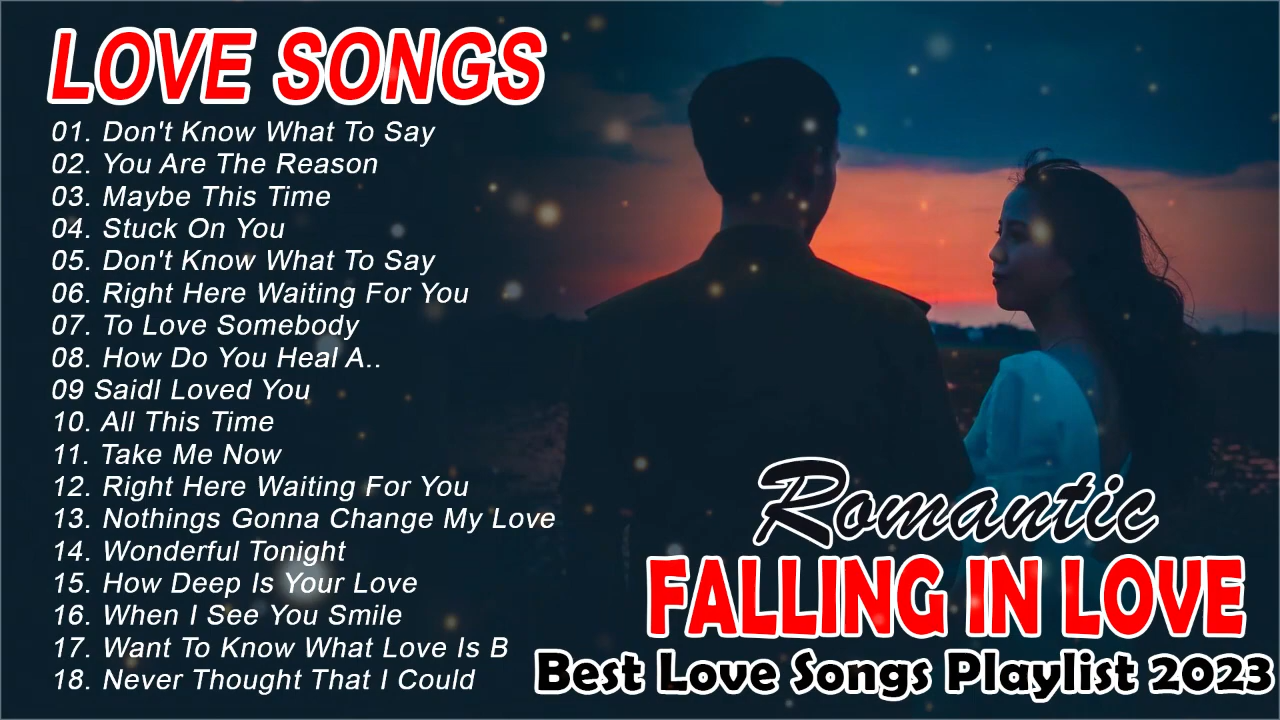 LOVE SONGS
01. Don't Know What To Say
02. You Are The Reason
03. Maybe This Time
04. Stuck On You
05. Don't Know What To Say
06. Right Here Waiting For You
07. To Love Somebody
08. How Do You Heal A..
09 SaidI Loved You
10. All This Time
11. Take Me Now
12. Right Here Waiting For You
13. Nothings Gonna Change My Love
14. Wonderful Tonight
15. How Deep Is Your Love
16. When I See You Smile
17. Want To Know What Love Is B
18. Never Thought That I Could
Romantic
FALLING IN LOVE
Best Love Songs Playlist 2023